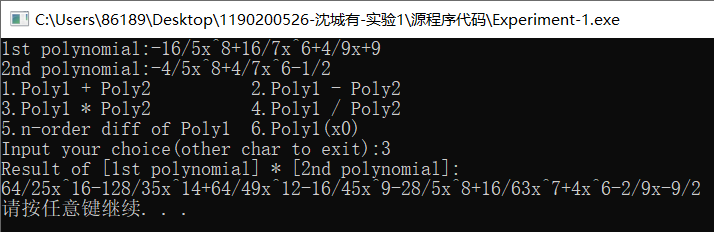 C:\Users\86189\Desktop\1190200526-沈城有-实验1\源程序代码\Experiment-1.exe
1st polynomial:-16/5x^8+16/7x^6+4/9x+9
2nd polynomial:-4/5x^8+4/7x^6-1/2
1.Poly1 + Poly2 2.Poly1 - Poly2
3.Poly1 * Poly2 4.Poly1 / Poly2
5.n-order diff of Poly1 6.Poly1(x0)
Input your choice(other char to exit):3
Result of [1st polynomial] * [2nd polynomial]:
64/25x^16-128/35x^14+64/49x^12-16/45x^9-28/5x^8+16/63x^7+4x^6-2/9x-9/2
请按任意键继续. . .